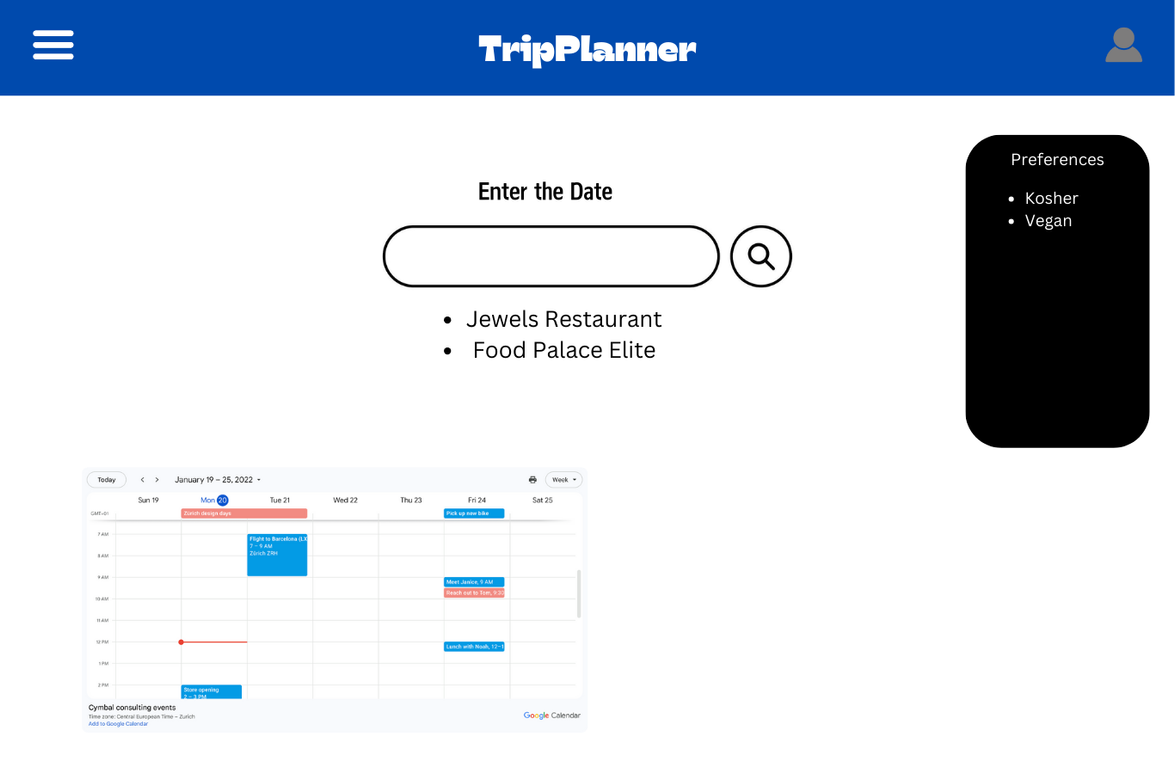 TripPlanner
Preferences
Kosher
Vegan
Enter the Date
Jewels Restaurant
Food Palace Elite
Today
January 19 – 25, 2022
Week
Sun 19
Mon 20
Tue 21
Wed 22
Thu 23
Fri 24
Sat 25
GMT+01
Zürich design days
Pick up new bike
7 AM
Flight to Barcelona (LX
7 – 9 AM
Zürich ZRH
8 AM
9 AM
Meet Janice, 9 AM
Reach out to Tom, 9:30
10 AM
11 AM
12 PM
Lunch with Noah, 12–1
1 PM
2 PM
Store opening
2 – 3 PM
Cymbal consulting events
Time zone: Central European Time – Zurich
Add to Google Calendar
Google Calendar